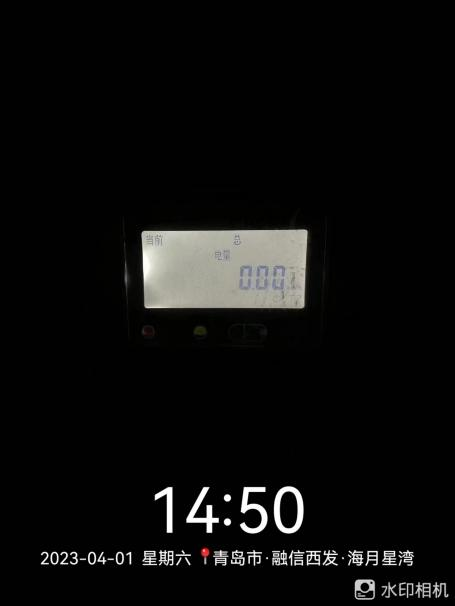 当前 总
电量
0.00
14:50
2023-04-01 星期六 📍青岛市·融信西发·海月星湾
水印相机